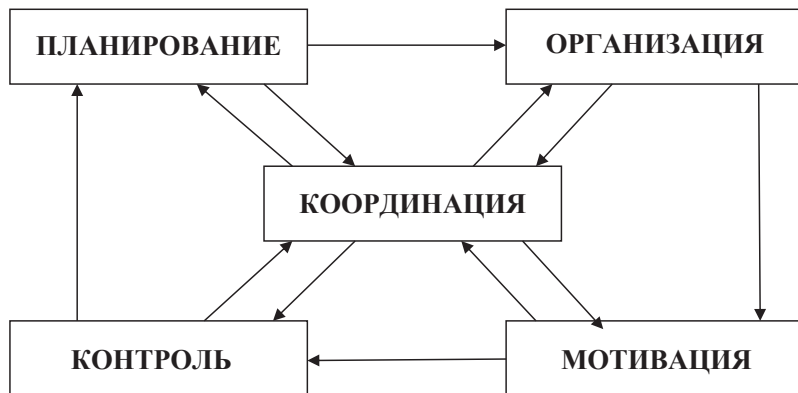 ПЛАНИРОВАНИЕ
ОРГАНИЗАЦИЯ
КООРДИНАЦИЯ
КОНТРОЛЬ
МОТИВАЦИЯ